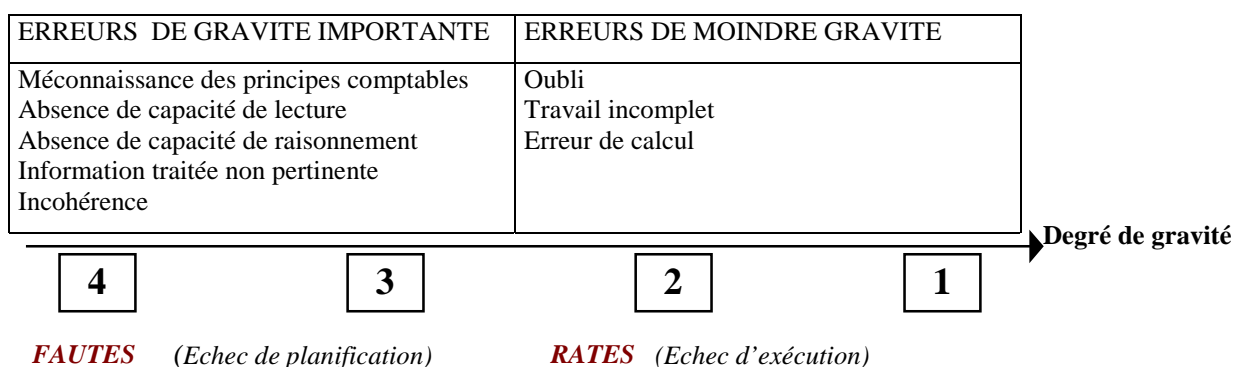 ERREURS DE GRAVITE IMPORTANTE
ERREURS DE MOINDRE GRAVITE
Méconnaissance des principes comptables
Absence de capacité de lecture
Absence de capacité de raisonnement
Information traitée non pertinente
Incohérence
Oubli
Travail incomplet
Erreur de calcul
Degré de gravité
4
3
2
1
FAUTES (Echec de planification)
RATES (Echec d'exécution)